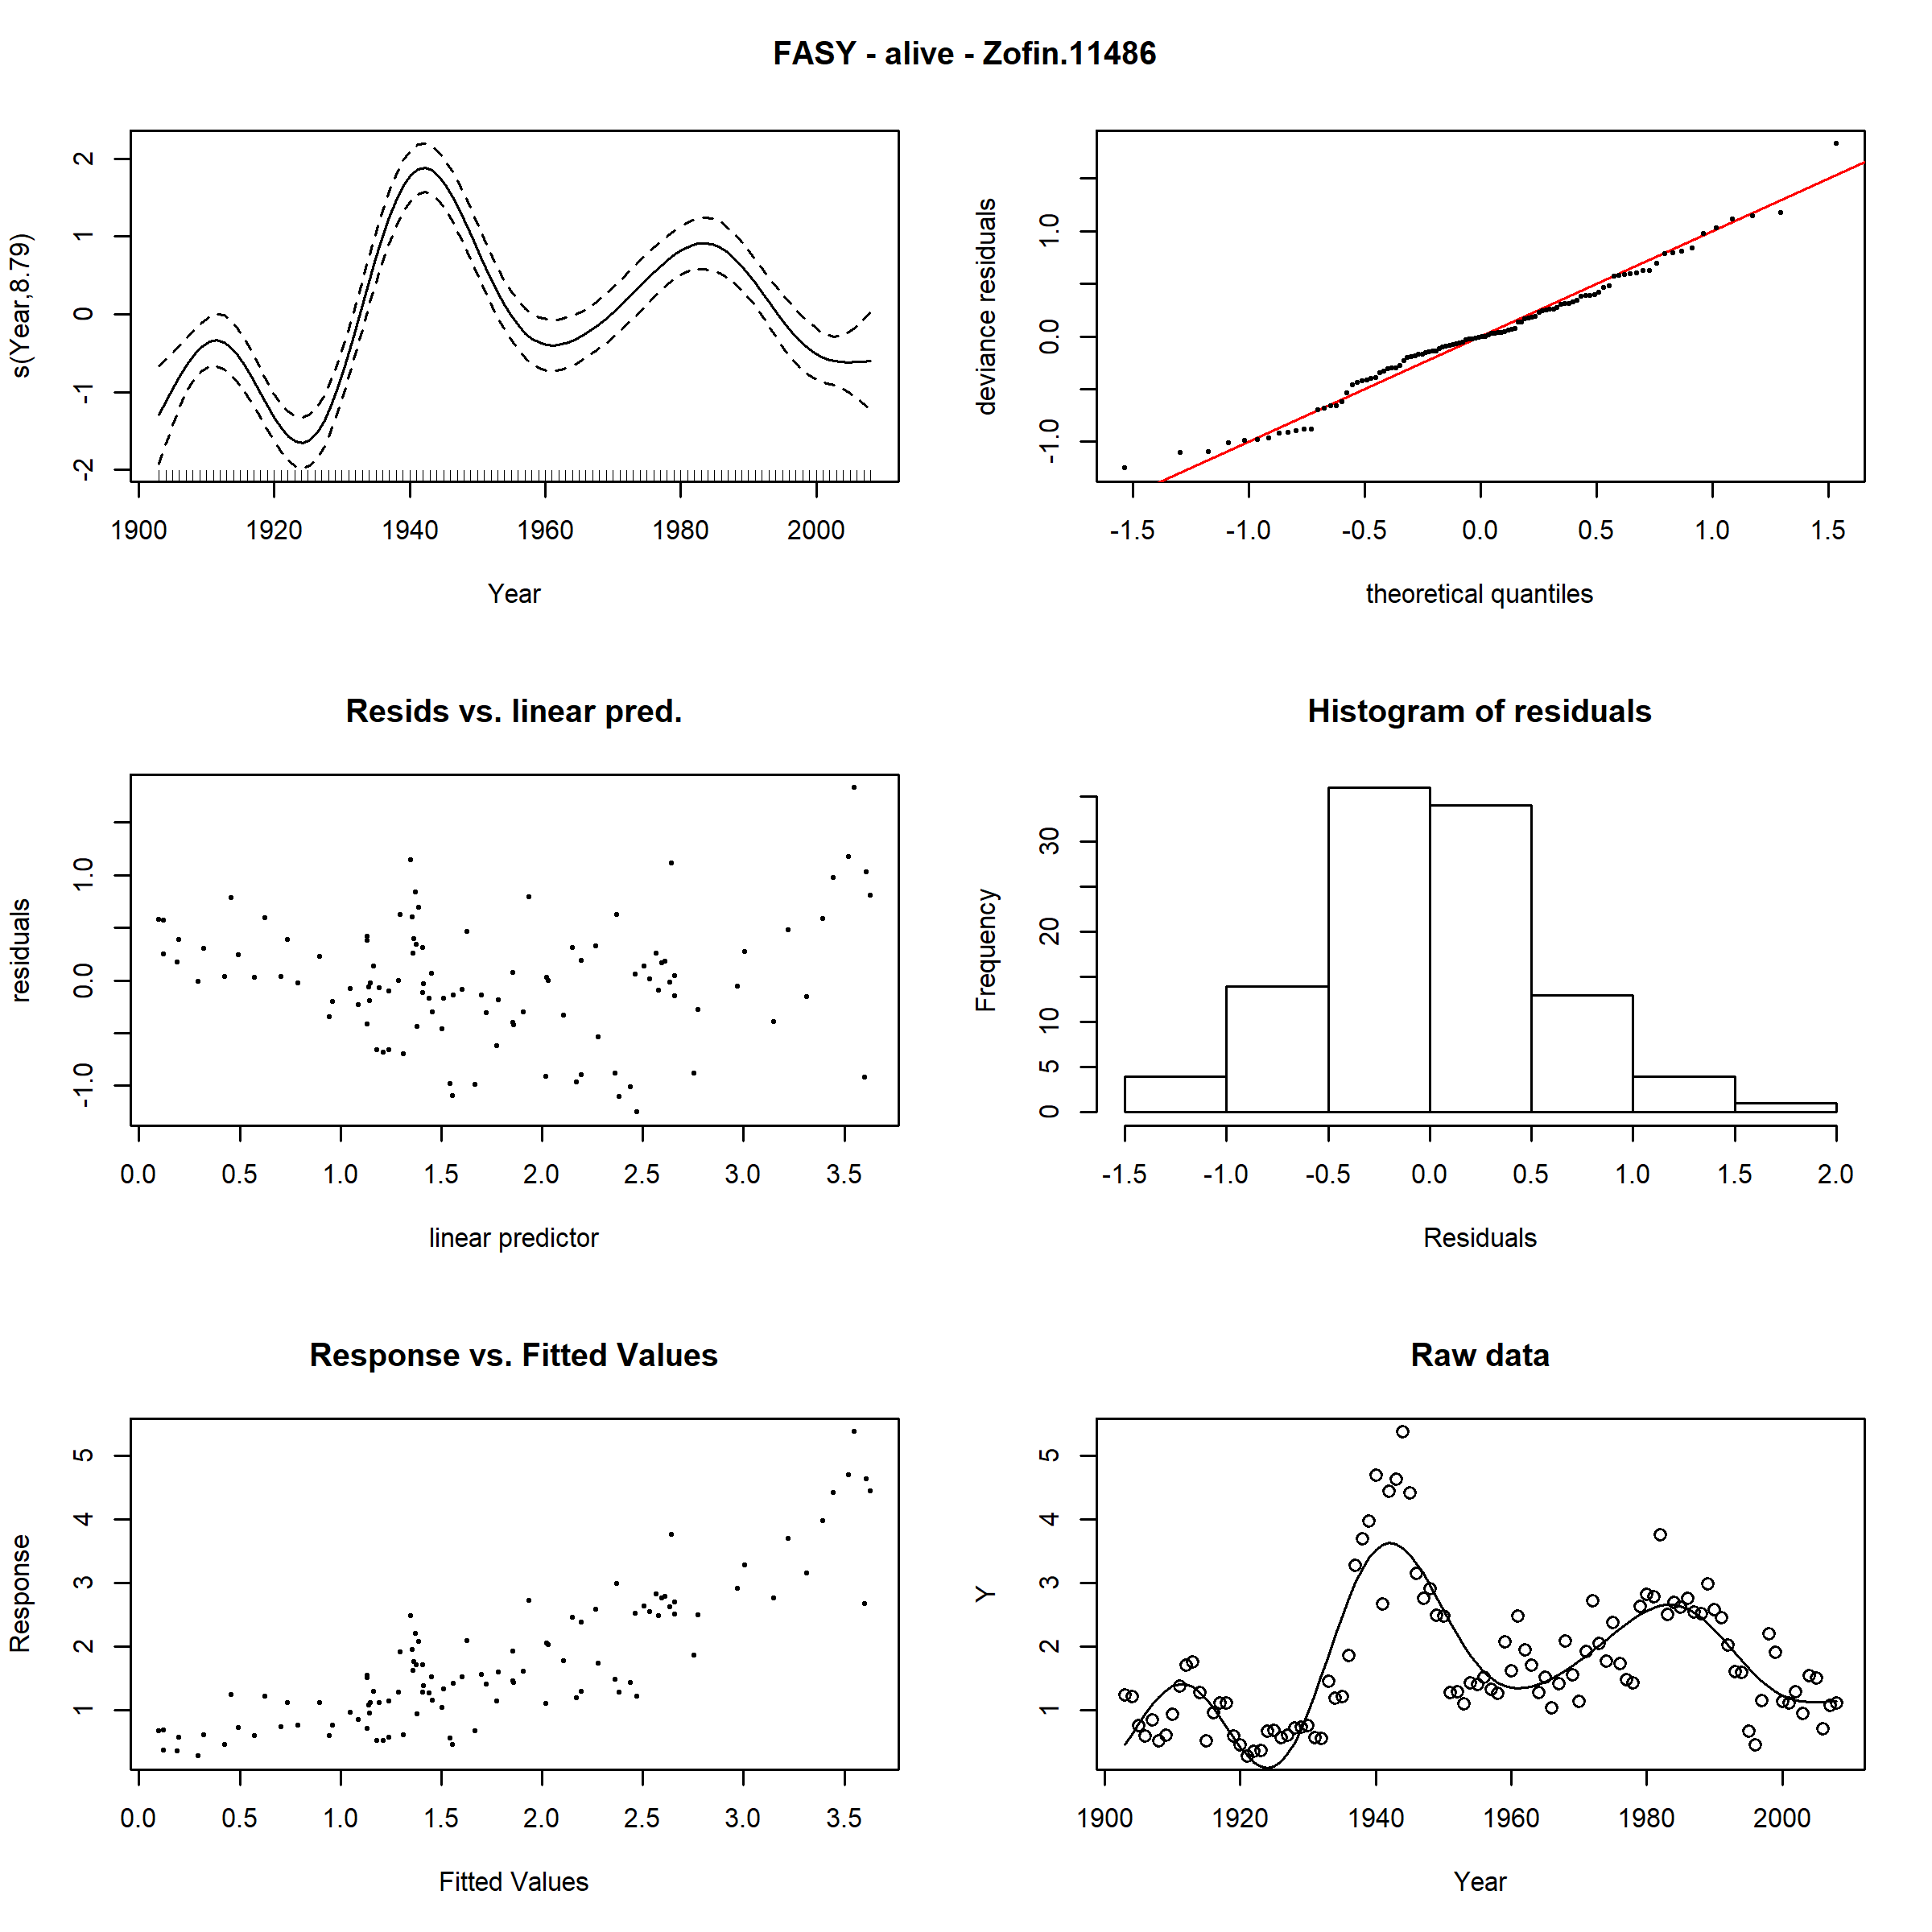 FASY - alive - Zofin.11486
s(Year,8.79)
-2 -1 0 1 2
1900 1920 1940 1960 1980 2000
Year
deviance residuals
-1.0 0.0 1.0
-1.5 -1.0 -0.5 0.0 0.5 1.0 1.5
theoretical quantiles
Resids vs. linear pred.
residuals
-1.0 0.0 1.0
0.0 0.5 1.0 1.5 2.0 2.5 3.0 3.5
linear predictor
Histogram of residuals
Frequency
0 5 10 20 30
-1.5 -1.0 -0.5 0.0 0.5 1.0 1.5 2.0
Residuals
Response vs. Fitted Values
Response
1 2 3 4 5
0.0 0.5 1.0 1.5 2.0 2.5 3.0 3.5
Fitted Values
Raw data
Y
1 2 3 4 5
1900 1920 1940 1960 1980 2000
Year